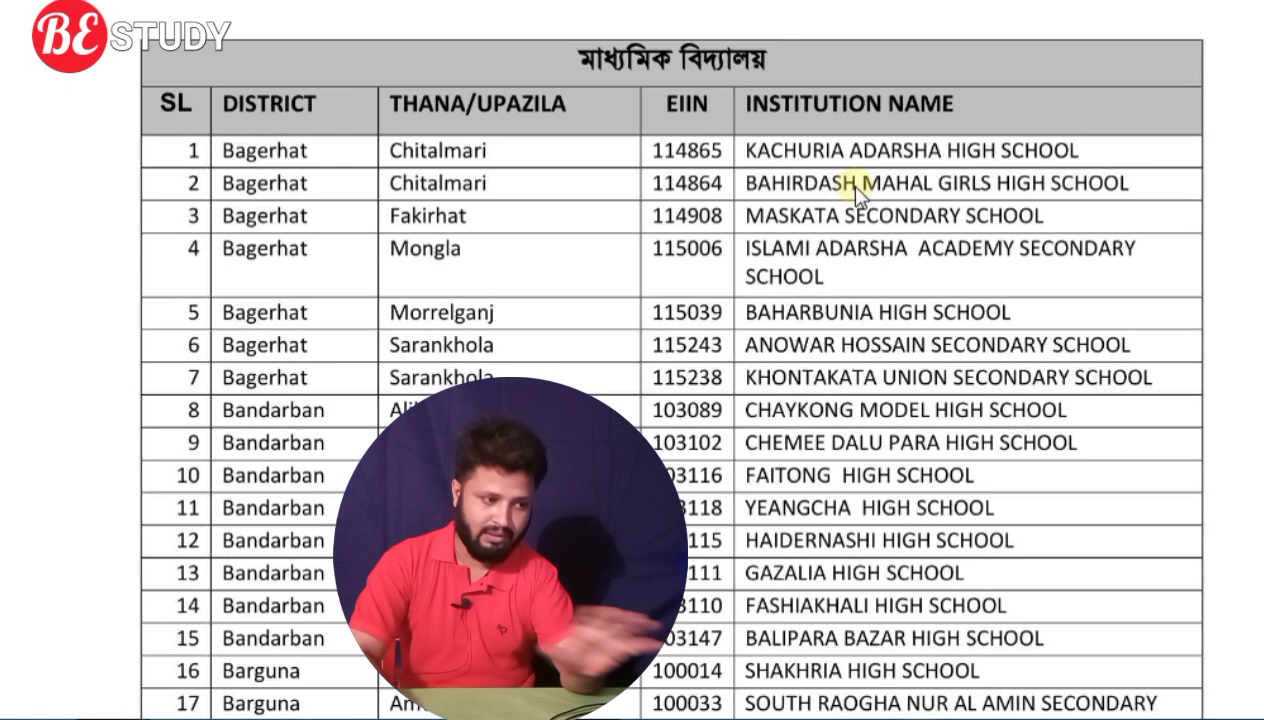 BE STUDY
মাধ্যমিক বিদ্যালয়
SL DISTRICT THANA/UPAZILA EIIN INSTITUTION NAME
1 Bagerhat Chitalmari 114865 KACHURIA ADARSHA HIGH SCHOOL
2 Bagerhat Chitalmari 114864 BAHIRDASH MAHAL GIRLS HIGH SCHOOL
3 Bagerhat Fakirhat 114908 MASKATA SECONDARY SCHOOL
4 Bagerhat Mongla 115006 ISLAMI ADARSHA ACADEMY SECONDARY
SCHOOL
5 Bagerhat Morrelganj 115039 BAHARBUNIA HIGH SCHOOL
6 Bagerhat Sarankhola 115243 ANOWAR HOSSAIN SECONDARY SCHOOL
7 Bagerhat Sarankhola 115238 KHONTAKATA UNION SECONDARY SCHOOL
8 Bandarban 103089 CHAYKONG MODEL HIGH SCHOOL
9 Bandarban 103102 CHEMEE DALU PARA HIGH SCHOOL
10 Bandarban FAITONG HIGH SCHOOL
11 Bandarban YEANGCHA HIGH SCHOOL
12 Bandarban HAIDERNASHI HIGH SCHOOL
13 Bandarban GAZALIA HIGH SCHOOL
14 Bandarban FASHIAKHALI HIGH SCHOOL
15 Bandarban BALIPARA BAZAR HIGH SCHOOL
16 Barguna 100014 SHAKHRIA HIGH SCHOOL
17 Barguna 100033 SOUTH RAOGHA NUR AL AMIN SECONDARY